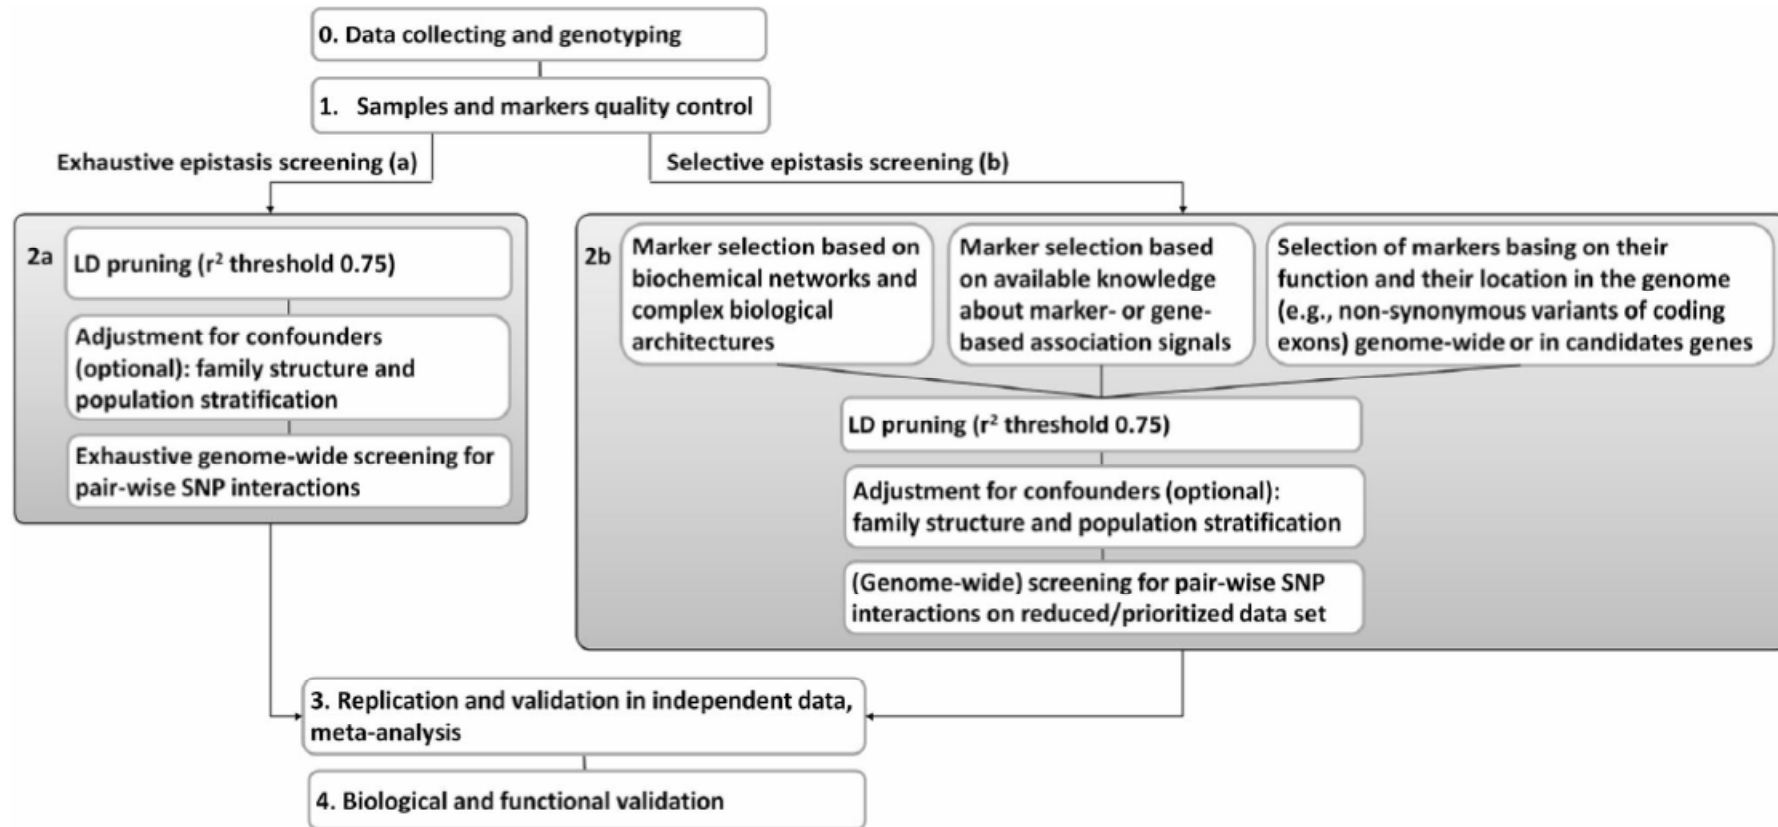 0. Data collecting and genotyping
1. Samples and markers quality control
Exhaustive epistasis screening (a)
Selective epistasis screening (b)
2a
LD pruning (r² threshold 0.75)
Adjustment for confounders
(optional): family structure and
population stratification
Exhaustive genome-wide screening for
pair-wise SNP interactions
2b
Marker selection based on
biochemical networks and
complex biological
architectures
Marker selection based
on available knowledge
about marker- or gene-
based association signals
Selection of markers basing on their
function and their location in the genome
(e.g., non-synonymous variants of coding
exons) genome-wide or in candidates genes
LD pruning (r² threshold 0.75)
Adjustment for confounders (optional):
family structure and population stratification
(Genome-wide) screening for pair-wise SNP
interactions on reduced/prioritized data set
3. Replication and validation in independent data,
meta-analysis
4. Biological and functional validation